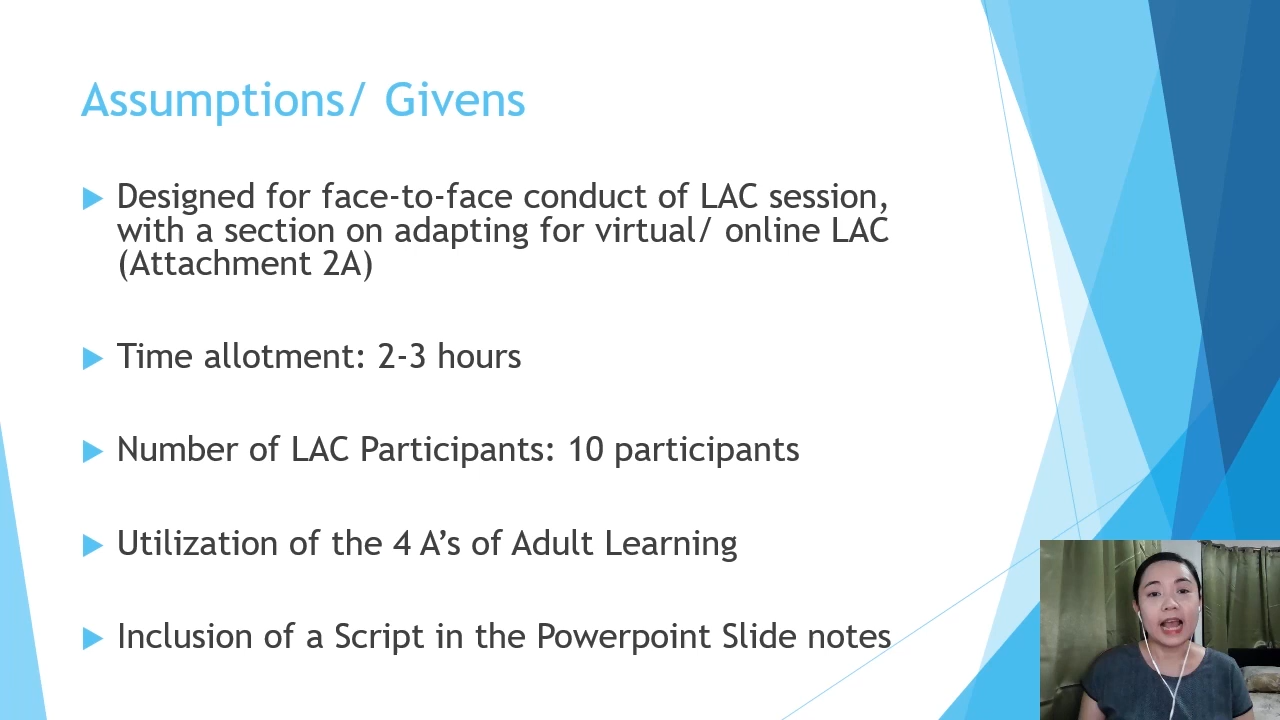 Assumptions/ Givens
Designed for face-to-face conduct of LAC session,
with a section on adapting for virtual/ online LAC
(Attachment 2A)
Time allotment: 2-3 hours
Number of LAC Participants: 10 participants
Utilization of the 4 A’s of Adult Learning
Inclusion of a Script in the Powerpoint Slide notes